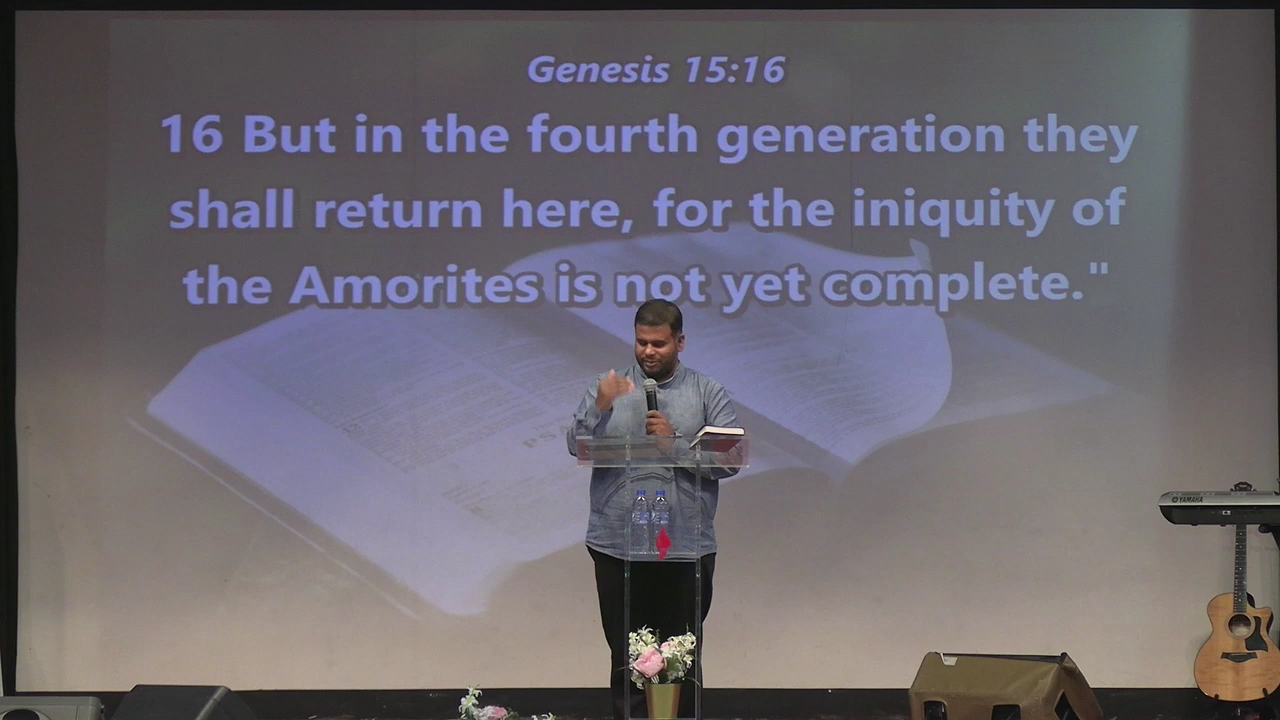 Genesis 15:16
16 But in the fourth generation they
shall return here, for the iniquity of
the Amorites is not yet complete."
YAMAHA